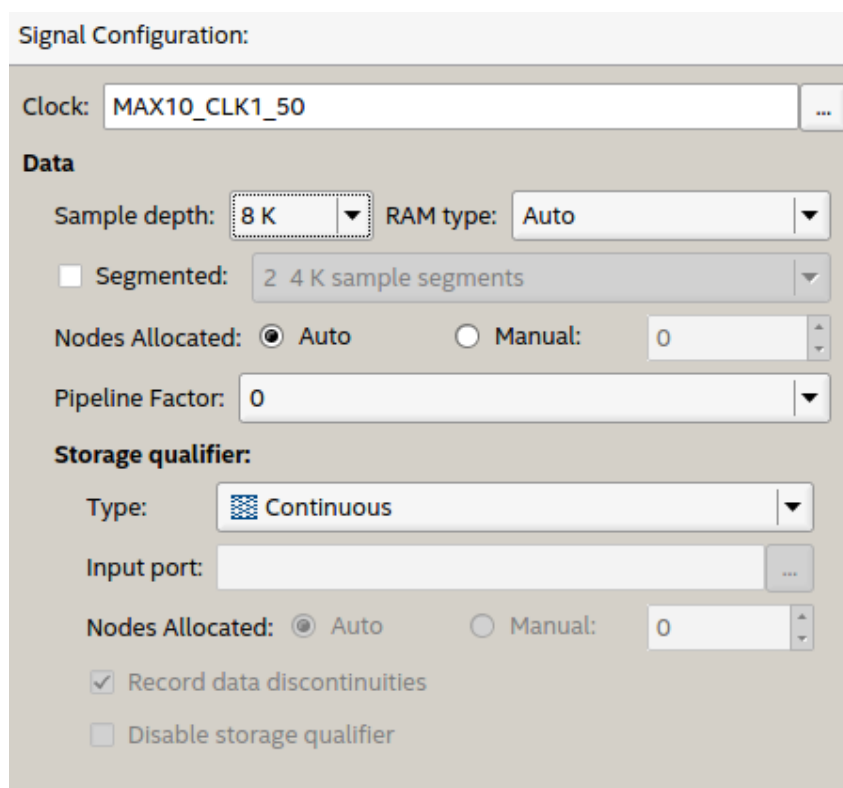 Signal Configuration:
Clock: MAX10_CLK1_50 ...
Data
Sample depth: 8 K RAM type: Auto
Segmented: 2 4 K sample segments
Nodes Allocated: Auto Manual: 0
Pipeline Factor: 0
Storage qualifier:
Type: Continuous
Input port: ...
Nodes Allocated: Auto Manual: 0
Record data discontinuities
Disable storage qualifier